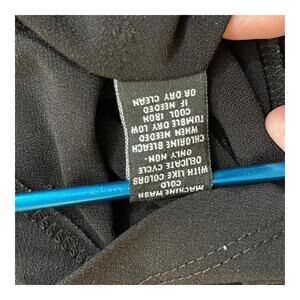 MACHINE WASH
COLD
WITH LIKE COLORS
DELICATE CYCLE
ONLY NON-
CHLORINE BLEACH
WHEN NEEDED
TUMBLE DRY LOW
COOL IRON
IF NEEDED
OR DRY CLEAN